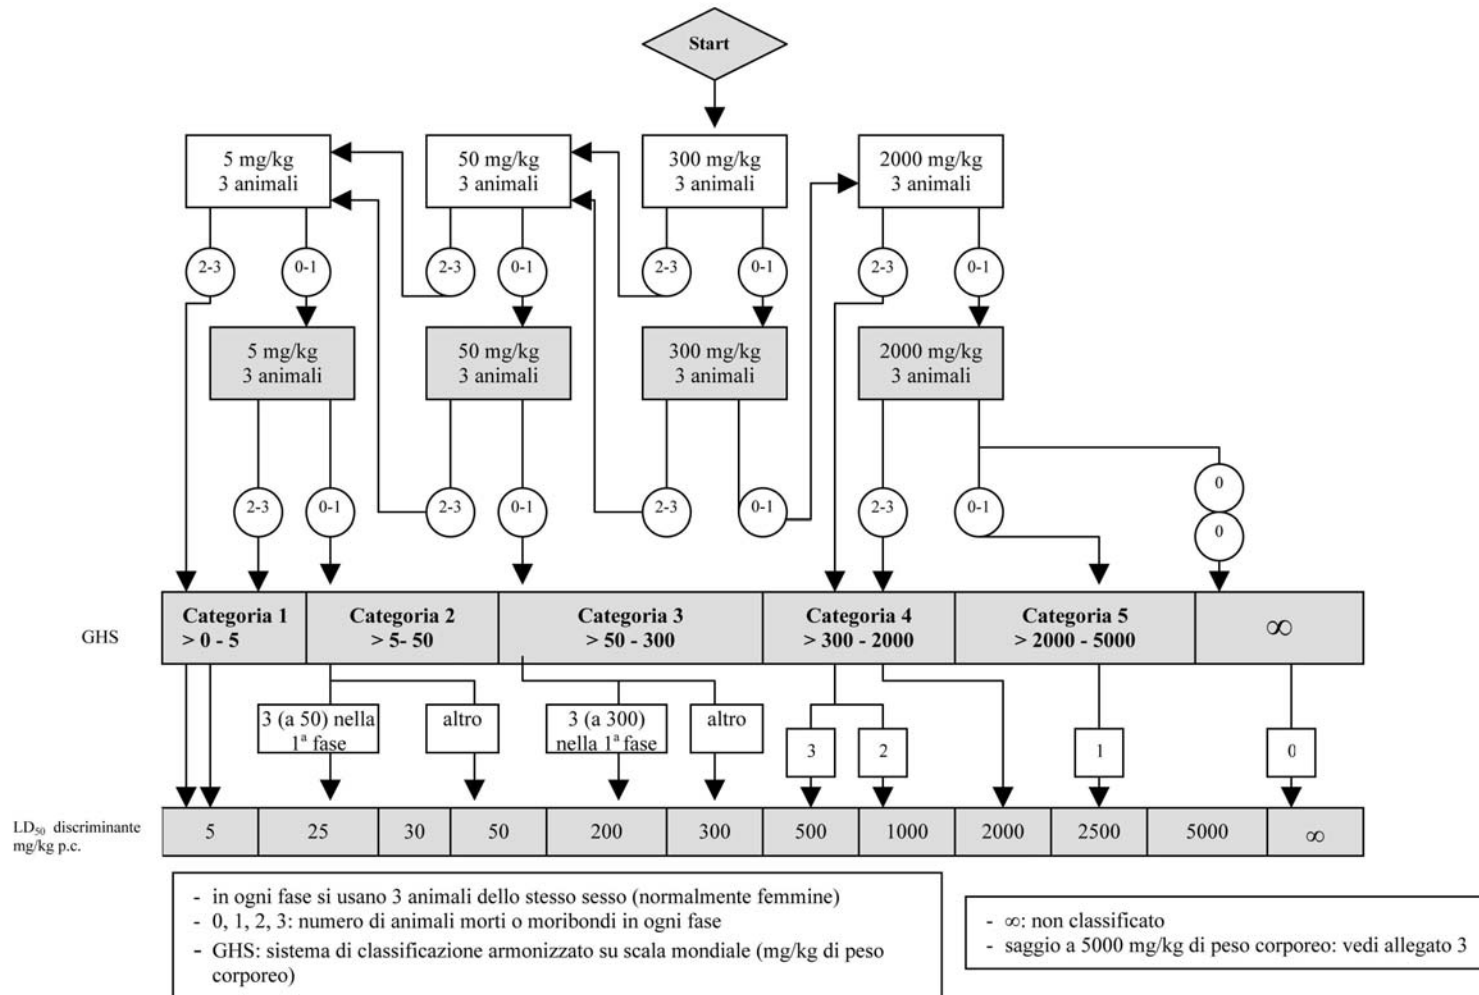 Start
5 mg/kg
3 animali
50 mg/kg
3 animali
300 mg/kg
3 animali
2000 mg/kg
3 animali
2-3
0-1
2-3
0-1
2-3
0-1
2-3
0-1
5 mg/kg
3 animali
50 mg/kg
3 animali
300 mg/kg
3 animali
2000 mg/kg
3 animali
0
2-3
0-1
2-3
0-1
2-3
0-1
2-3
0-1
0
GHS
Categoria 1
> 0 - 5
Categoria 2
> 5- 50
Categoria 3
> 50 - 300
Categoria 4
> 300 - 2000
Categoria 5
> 2000 - 5000
∞
3 (a 50) nella
1ª fase
altro
3 (a 300)
nella 1ª fase
altro
3
2
1
0
LD₅₀ discriminante
mg/kg p.c.
5
25
30
50
200
300
500
1000
2000
2500
5000
∞
- in ogni fase si usano 3 animali dello stesso sesso (normalmente femmine)
- 0, 1, 2, 3: numero di animali morti o moribondi in ogni fase
- GHS: sistema di classificazione armonizzato su scala mondiale (mg/kg di peso
corporeo)
- ∞: non classificato
- saggio a 5000 mg/kg di peso corporeo: vedi allegato 3